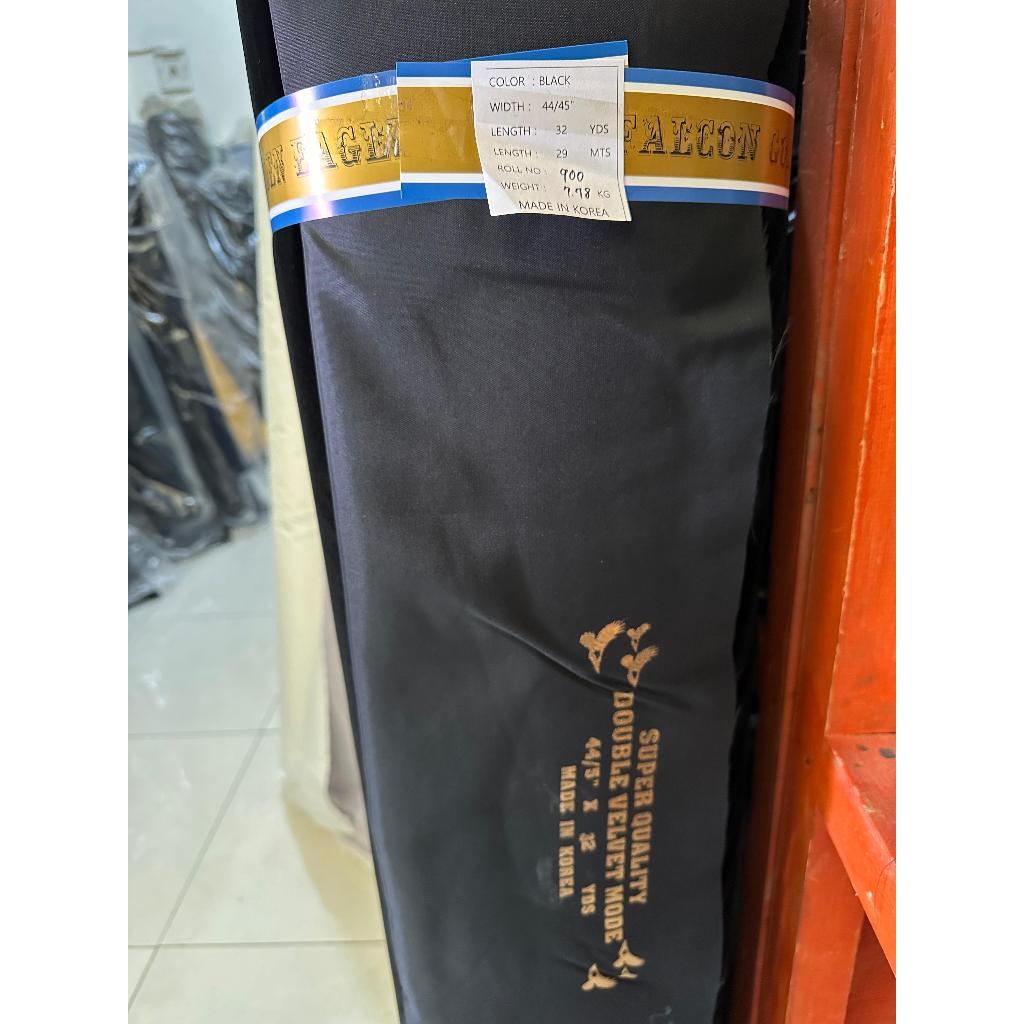 COLOR : BLACK
WIDTH : 44/45"
LENGTH : 32 YDS
LENGTH : 29 MTS
ROLL NO : 900
WEIGHT : 7.78 KG
MADE IN KOREA
EAGEN
FALCON
SUPER QUALITY
DOUBLE VELVET MODE
44/5" X 32 YDS
MADE IN KOREA